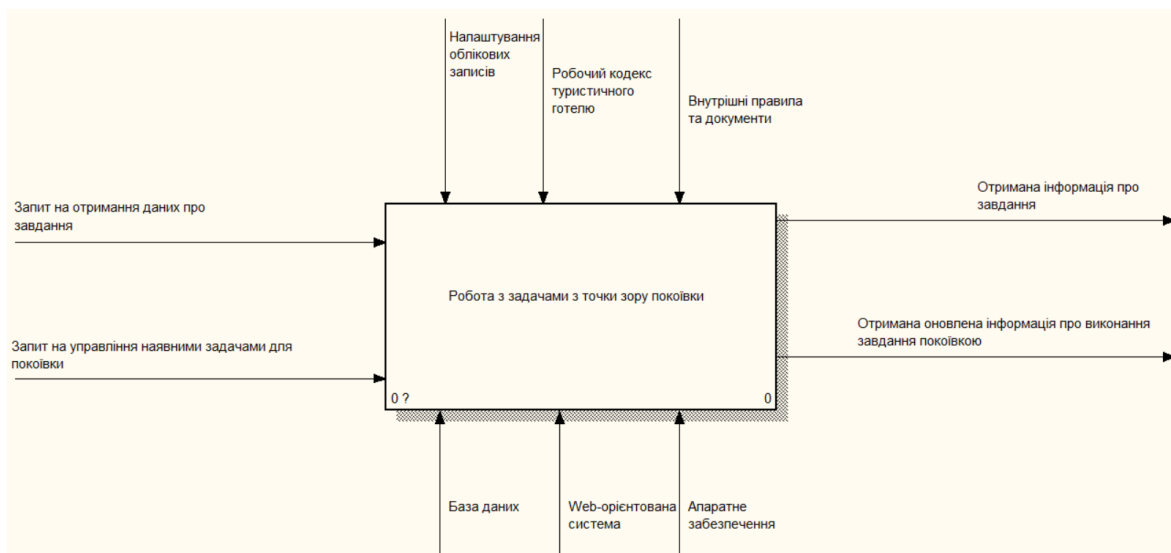 Напаштування
облікових
записів
Робочий кодекс
туристичного
готелю
Внутрішні правипа
та документи
Запит на отримання даних про
завдання
Отримана інформація про
завдання
Робота з задачами з точки зору покоївки
Запит на управління наявними задачами для
покоївки
Отримана оновлена інформація про виконання
завдання покоївкою
0 ?
0
База даних
Web-орієнтована
система
Апаратне
забезпечення